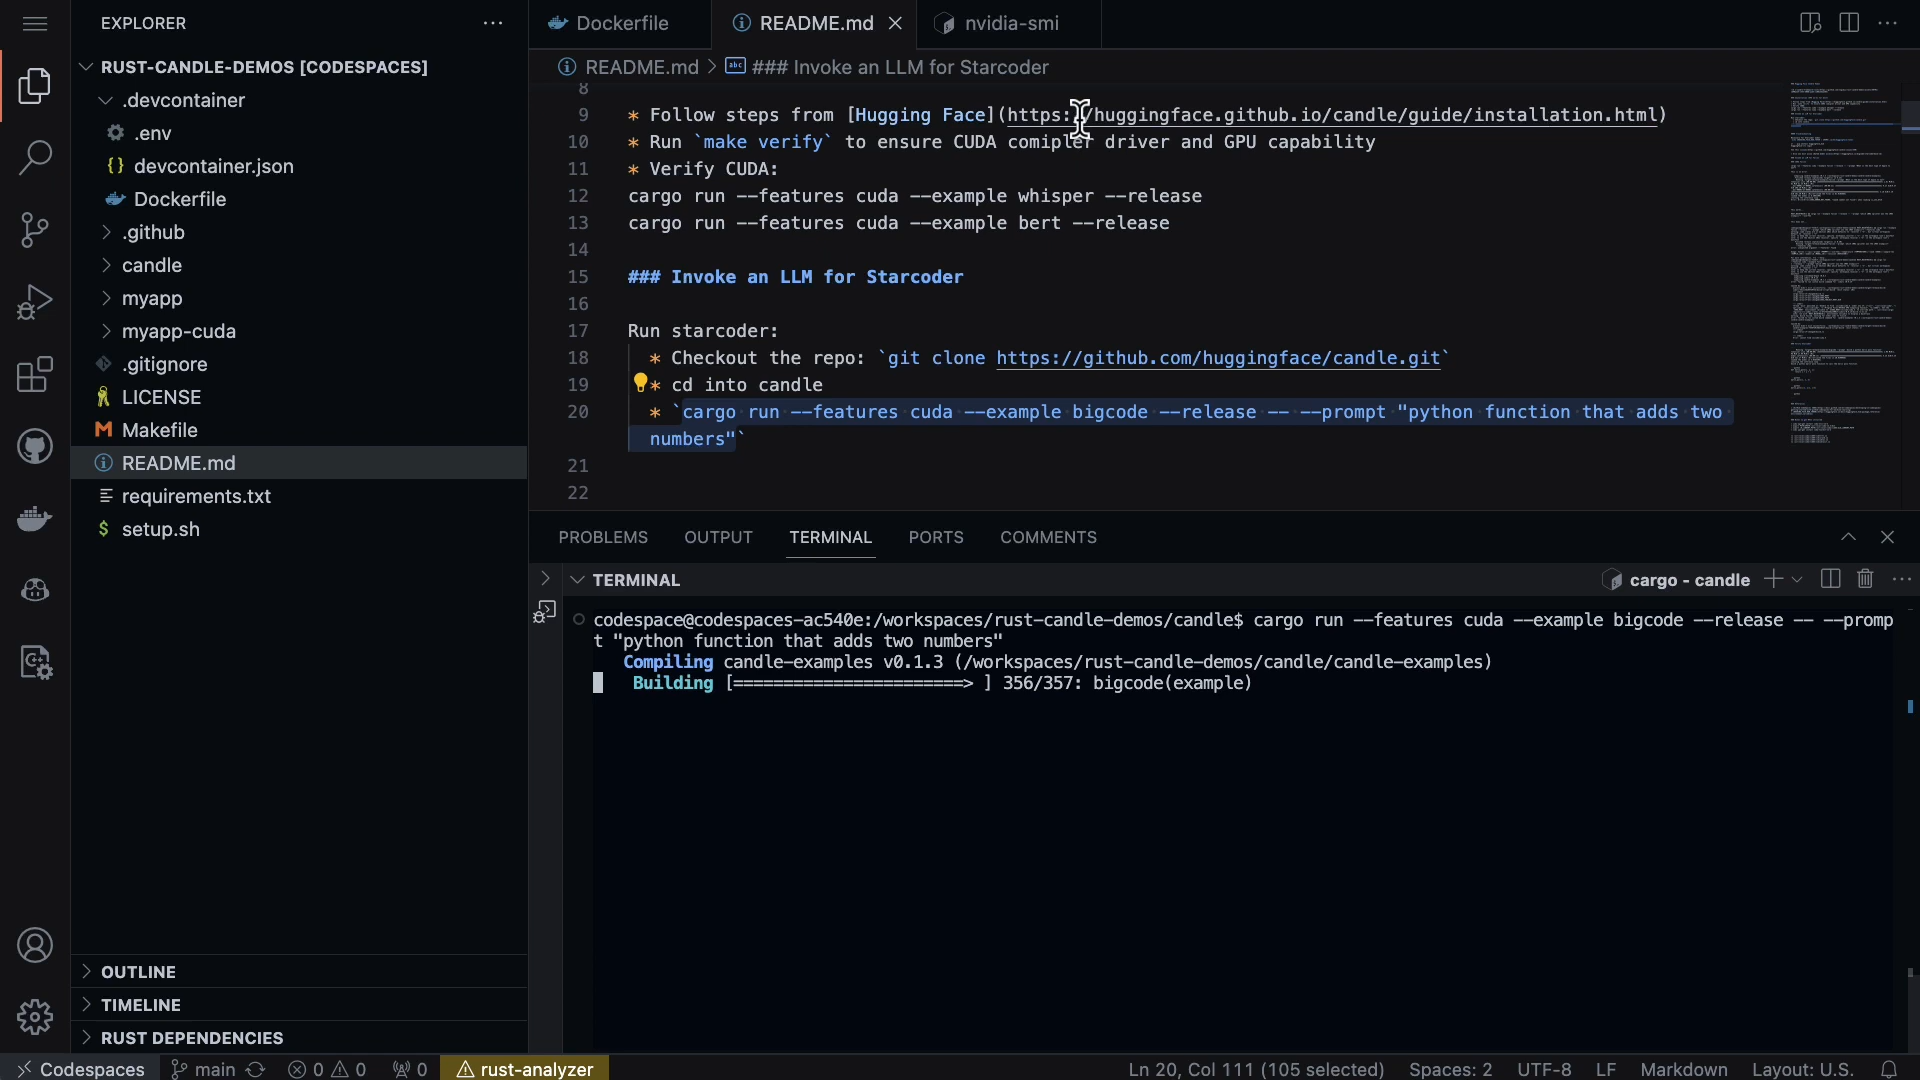 EXPLORER
Dockerfile
README.md
nvidia-smi
RUST-CANDLE-DEMOS [CODESPACES]
.devcontainer
.env
{} devcontainer.json
Dockerfile
.github
candle
myapp
myapp-cuda
.gitignore
LICENSE
Makefile
README.md
requirements.txt
$ setup.sh
OUTLINE
TIMELINE
RUST DEPENDENCIES
README.md > ### Invoke an LLM for Starcoder
8
9 * Follow steps from [Hugging Face](https://huggingface.github.io/candle/guide/installation.html)
10 * Run `make verify` to ensure CUDA comipler driver and GPU capability
11 * Verify CUDA:
12 cargo run --features cuda --example whisper --release
13 cargo run --features cuda --example bert --release
14
15 ### Invoke an LLM for Starcoder
16
17 Run starcoder:
18 * Checkout the repo: `git clone https://github.com/huggingface/candle.git`
19 * cd into candle
20 * `cargo run --features cuda --example bigcode --release -- --prompt "python function that adds two
numbers"`
21
22
PROBLEMS OUTPUT TERMINAL PORTS COMMENTS
TERMINAL
cargo - candle
codespace@codespaces-ac540e:/workspaces/rust-candle-demos/candle$ cargo run --features cuda --example bigcode --release -- --promp
t "python function that adds two numbers"
Compiling candle-examples v0.1.3 (/workspaces/rust-candle-demos/candle/candle-examples)
Building [=======================> ] 356/357: bigcode(example)
Codespaces main 0 0 0 rust-analyzer Ln 20, Col 111 (105 selected) Spaces: 2 UTF-8 LF Markdown Layout: U.S.